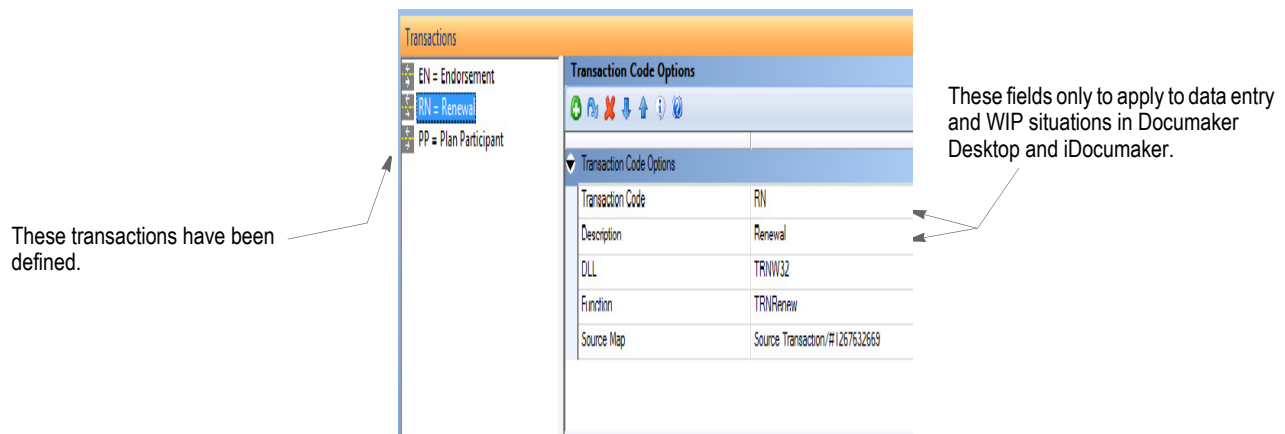 Transactions
EN = Endorsement
RN = Renewal
PP = Plan Participant
Transaction Code Options
Transaction Code Options
Transaction Code RN
Description Renewal
DLL TRNW32
Function TRNRenew
Source Map Source Transaction/#1267632669
These transactions have been
defined.
These fields only to apply to data entry
and WIP situations in Documaker
Desktop and iDocumaker.